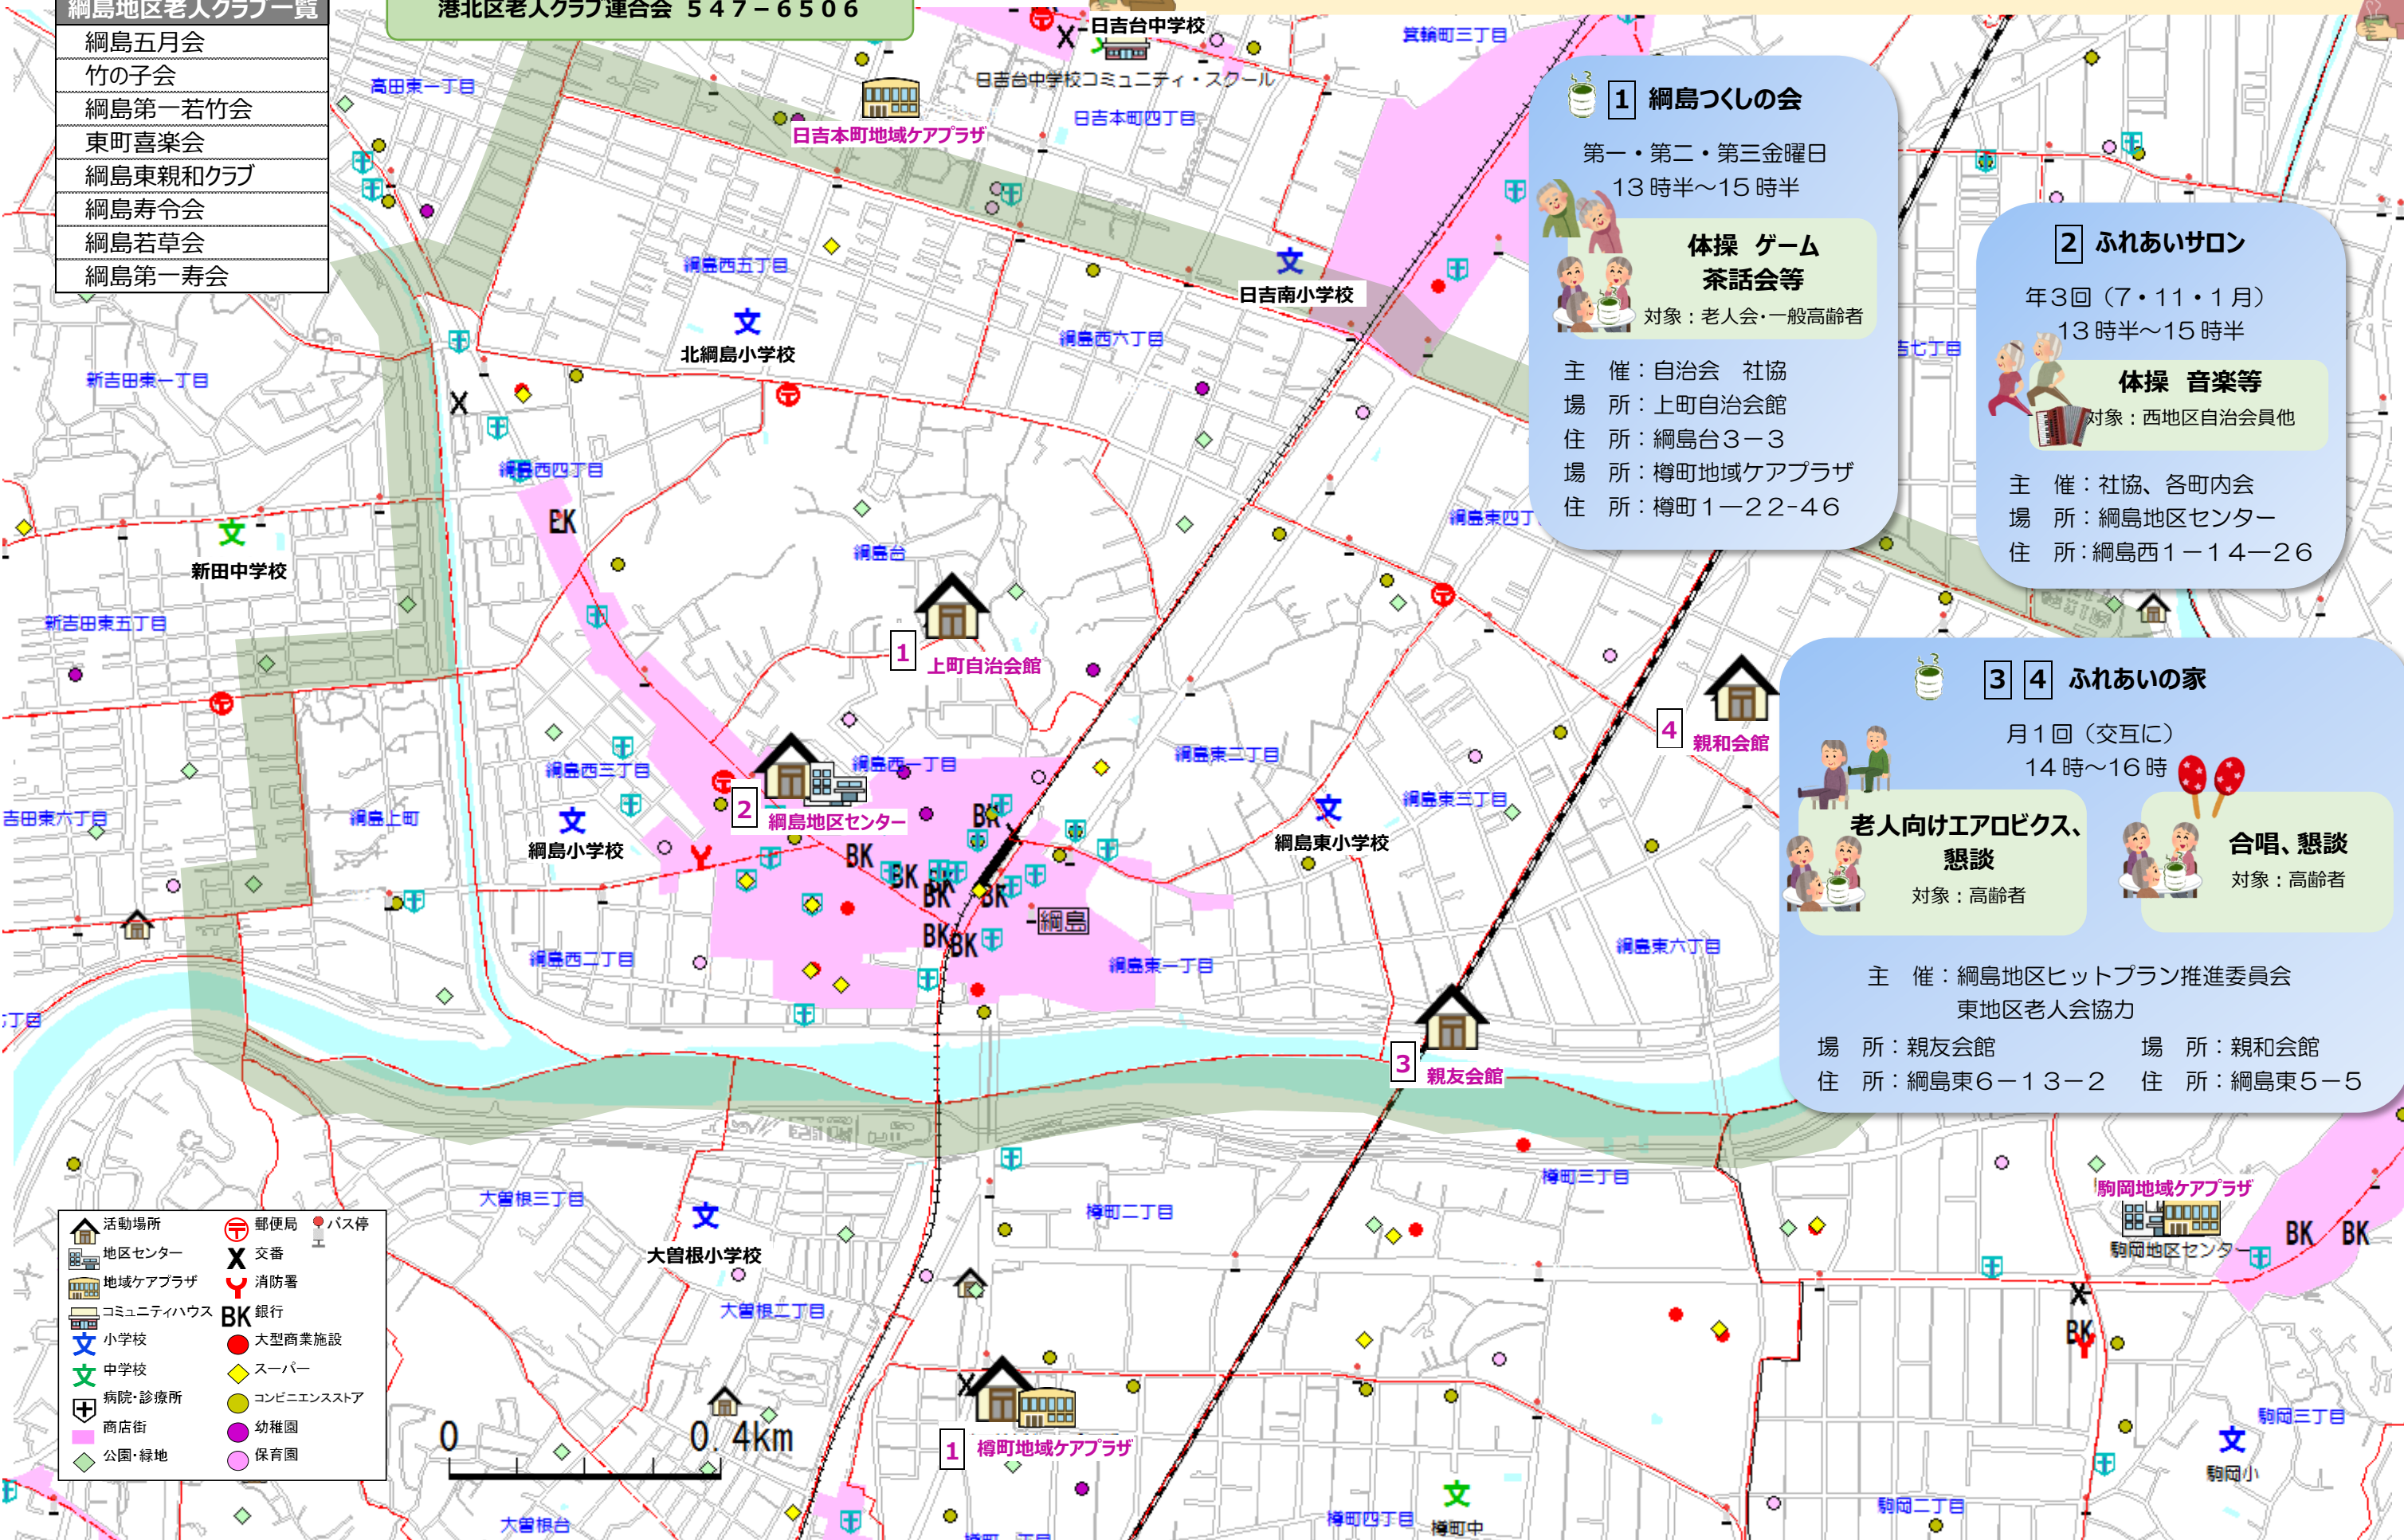 綱島地区老人クラブ一覧
綱島五月会
竹の子会
綱島第一若竹会
東町喜楽会
綱島東親和クラブ
綱島寿令会
綱島若草会
綱島第一寿会
港北区老人クラブ連合会 547-6506
日吉台中学校
日吉台中学校コミュニティ・スクール
箕輪町三丁目
高田東一丁目
日吉本町四丁目
日吉本町地域ケアプラザ
1 綱島つくしの会
第一・第二・第三金曜日
13時半～15時半
体操 ゲーム
茶話会等
対象：老人会・一般高齢者
主 催：自治会 社協
場 所：上町自治会館
住 所：綱島台3－3
場 所：樽町地域ケアプラザ
住 所：樽町1―22-46
2 ふれあいサロン
年3回（7・11・1月）
13時半～15時半
体操 音楽等
対象：西地区自治会員他
主 催：社協、各町内会
場 所：綱島地区センター
住 所：綱島西1－14―26
綱島西五丁目
日吉南小学校
北綱島小学校
綱島西六丁目
吉七丁目
新吉田東一丁目
X
綱島西四丁目
BK
新田中学校
綱島台
綱島東四丁
新吉田東五丁目
1
上町自治会館
4
親和会館
3 4 ふれあいの家
月1回（交互に）
14時～16時
老人向けエアロビクス、
懇談
対象：高齢者
合唱、懇談
対象：高齢者
主 催：綱島地区ヒットプラン推進委員会
東地区老人会協力
場 所：親友会館
住 所：綱島東6－13－2
場 所：親和会館
住 所：綱島東5－5
綱島西三丁目
綱島西一丁目
綱島東二丁目
綱島東三丁目
2
綱島地区センター
吉田東六丁目
綱島上町
綱島小学校
綱島東小学校
BK
BK
BK
BK
BK
BK
BK
BK
綱島
綱島西二丁目
綱島東一丁目
綱島東六丁目
丁目
3
親友会館
大曽根三丁目
樽町二丁目
樽町三丁目
駒岡地域ケアプラザ
駒岡地区センター
BK BK
大曽根小学校
大曽根二丁目
X
BK
活動場所
地区センター
地域ケアプラザ
コミュニティハウス
文 小学校
文 中学校
病院・診療所
商店街
公園・緑地
郵便局
バス停
X 交番
消防署
BK 銀行
大型商業施設
スーパー
コンビニエンスストア
幼稚園
保育園
0 0.4km
X
1
樽町地域ケアプラザ
駒岡三丁目
駒岡小
駒岡二丁目
大曽根台
樽町四丁目
樽町中